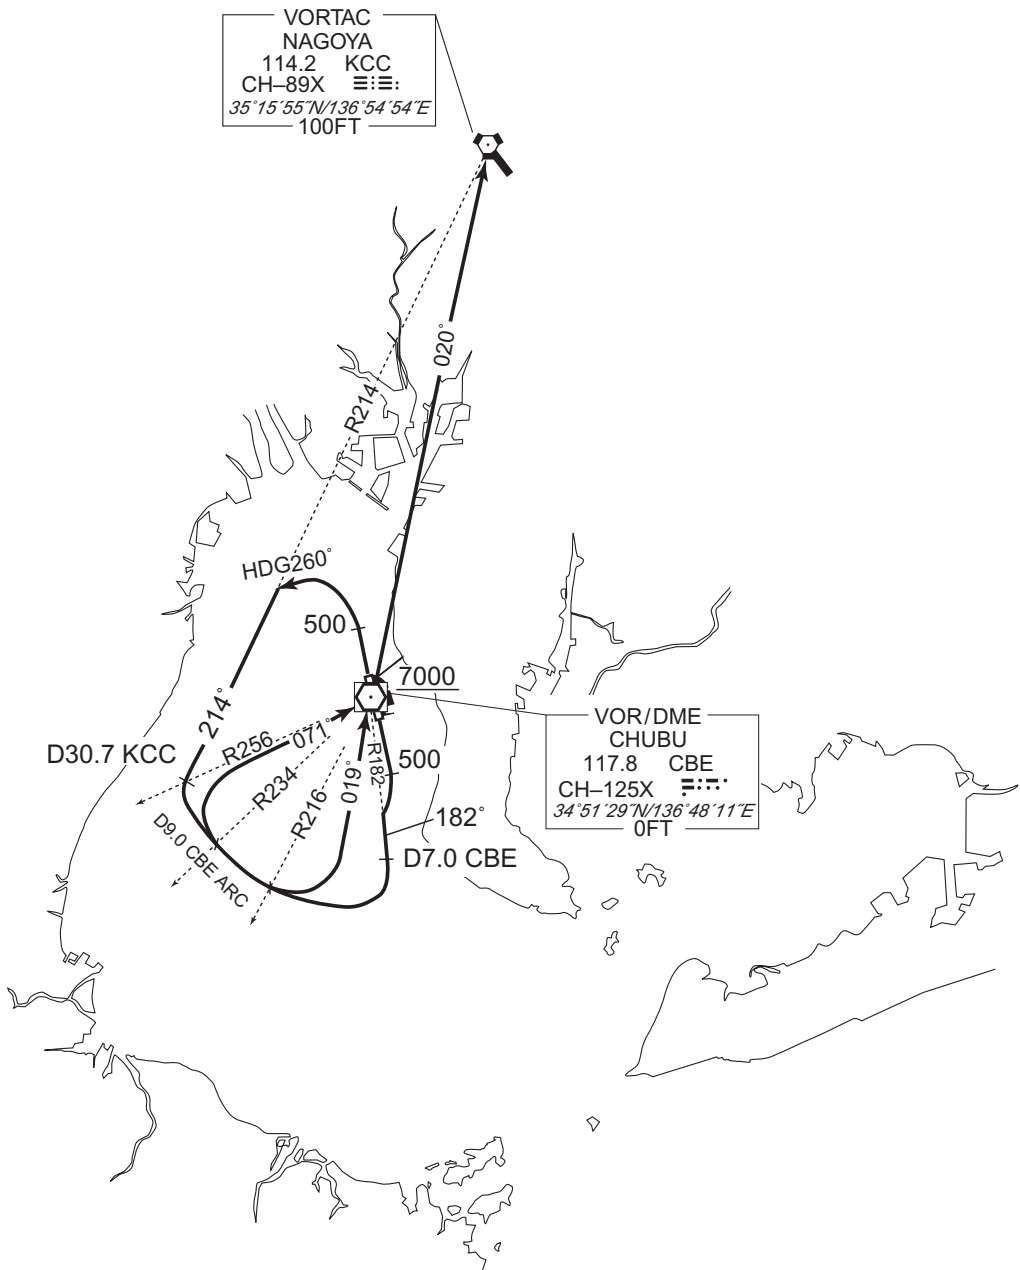 VORTAC
NAGOYA
114.2 KCC
CH–89X
35°15´55˝N/136°54´54˝E
100FT
020°
R214
HDG260°
500
7000
214°
D30.7 KCC
R256
071°
R234
R216
019°
R182
500
182°
D7.0 CBE
D9.0 CBE ARC
VOR/DME
CHUBU
117.8 CBE
CH–125X
34°51´29˝N/136°48´11˝E
0FT